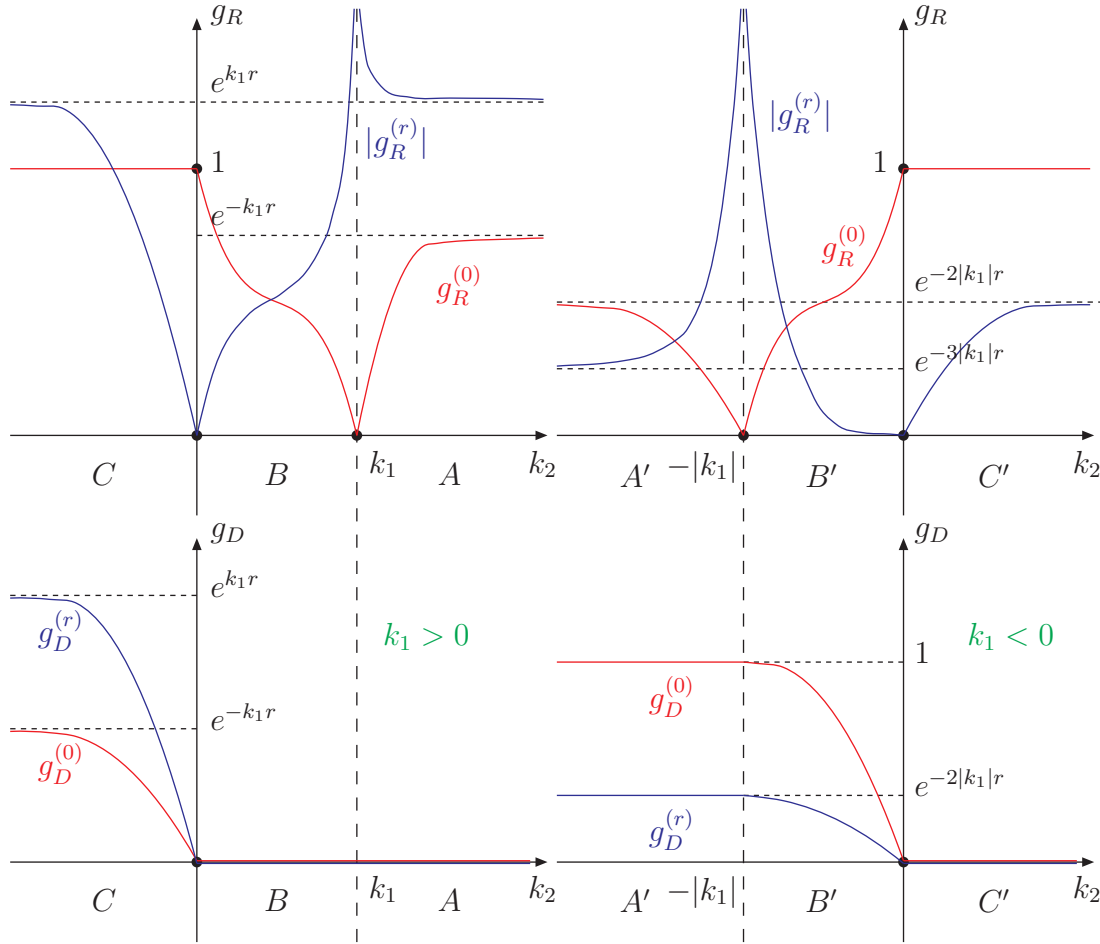 g_R
e^{k_1 r}
|g_R^{(r)}|
1
e^{-k_1 r}
g_R^{(0)}
C
B
k_1
A
k_2
g_R
|g_R^{(r)}|
1
g_R^{(0)}
e^{-2|k_1|r}
e^{-3|k_1|r}
A′
−|k_1|
B′
C′
k_2
g_D
e^{k_1 r}
g_D^{(r)}
k_1 > 0
e^{-k_1 r}
g_D^{(0)}
C
B
k_1
A
k_2
g_D
k_1 < 0
1
g_D^{(0)}
e^{-2|k_1|r}
g_D^{(r)}
A′
−|k_1|
B′
C′
k_2